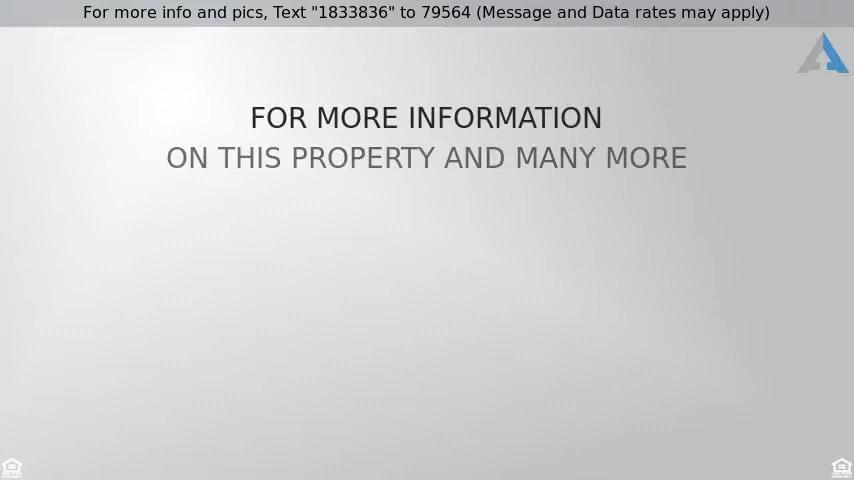 For more info and pics, Text "1833836" to 79564 (Message and Data rates may apply)
FOR MORE INFORMATION
ON THIS PROPERTY AND MANY MORE